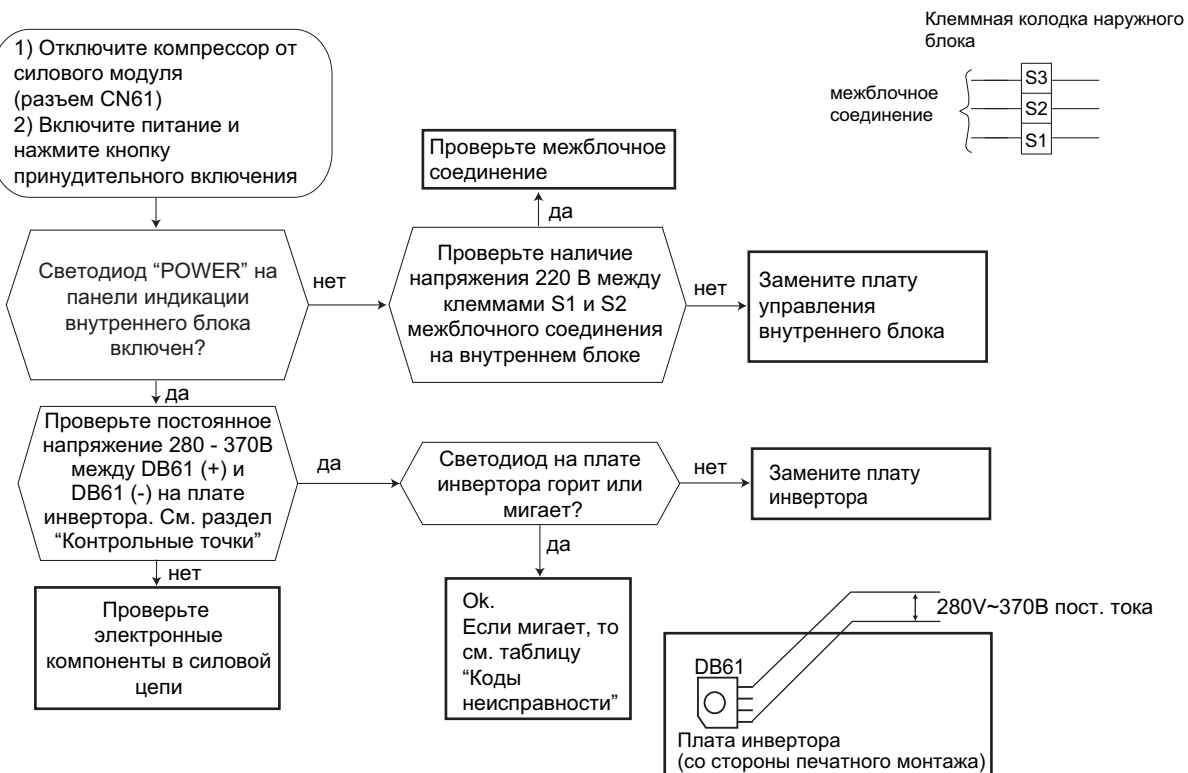 1) Отключите компрессор от
силового модуля
(разъем CN61)
2) Включите питание и
нажмите кнопку
принудительного включения
Клеммная колодка наружного
блока
межблочное
соединение
S3
S2
S1
Проверьте межблочное
соединение
да
Светодиод “POWER” на
панели индикации
внутреннего блока
включен?
нет
Проверьте наличие
напряжения 220 В между
клеммами S1 и S2
межблочного соединения
на внутреннем блоке
нет
Замените плату
управления
внутреннего блока
да
Проверьте постоянное
напряжение 280 - 370В
между DB61 (+) и
DB61 (-) на плате
инвертора. См. раздел
“Контрольные точки”
да
Светодиод на плате
инвертора горит или
мигает?
нет
Замените плату
инвертора
нет
Проверьте
электронные
компоненты в силовой
цепи
да
Ok.
Если мигает, то
см. таблицу
“Коды
неисправности”
280V~370В пост. тока
DB61
Плата инвертора
(со стороны печатного монтажа)